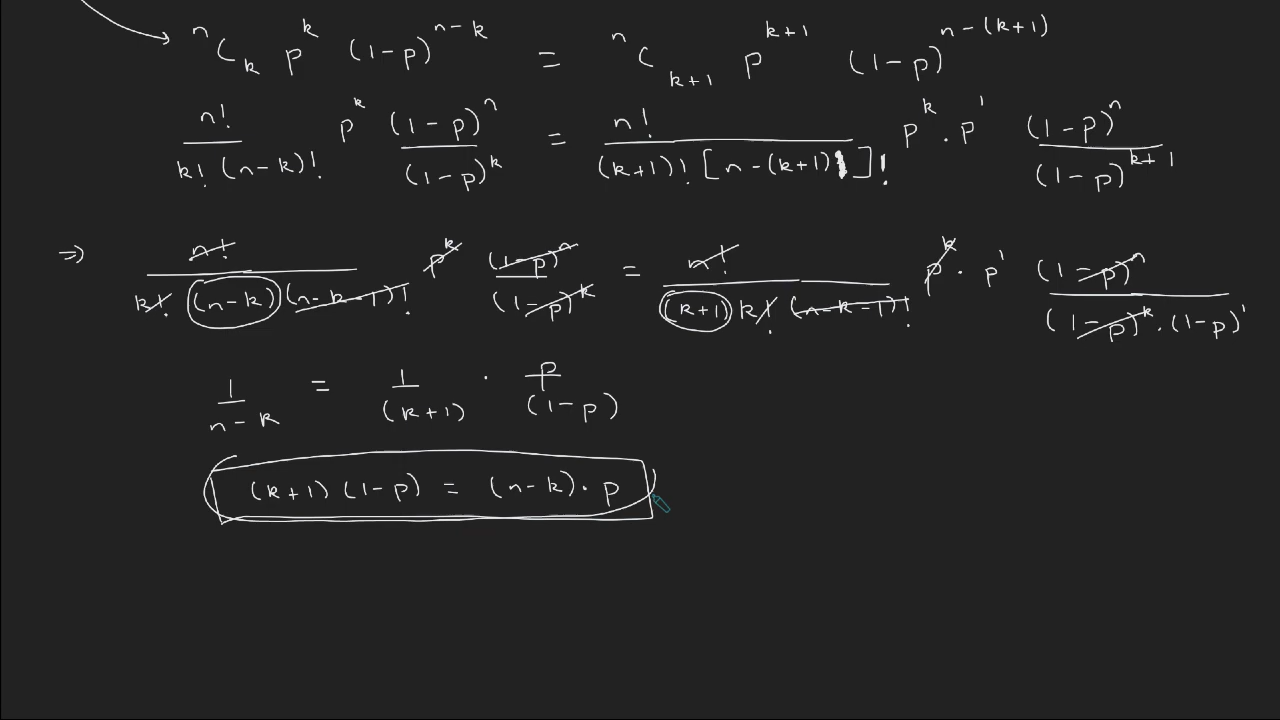 ⁿC_k p^k (1-p)^{n-k} = ⁿC_{k+1} p^{k+1} (1-p)^{n-(k+1)}
n!/(k!(n-k)!) p^k (1-p)^n/(1-p)^k = n!/((k+1)![n-(k+1)]!) p^k · p^1 (1-p)^n/(1-p)^{k+1}
⇒ n!/(k!(n-k)(n-k-1)!) p^k (1-p)^n/(1-p)^k = n!/((k+1)k!(n-k-1)!) p^k · p^1 (1-p)^n/((1-p)^k · (1-p)^1)
1/(n-k) = 1/(k+1) · p/(1-p)
(k+1)(1-p) = (n-k) · p